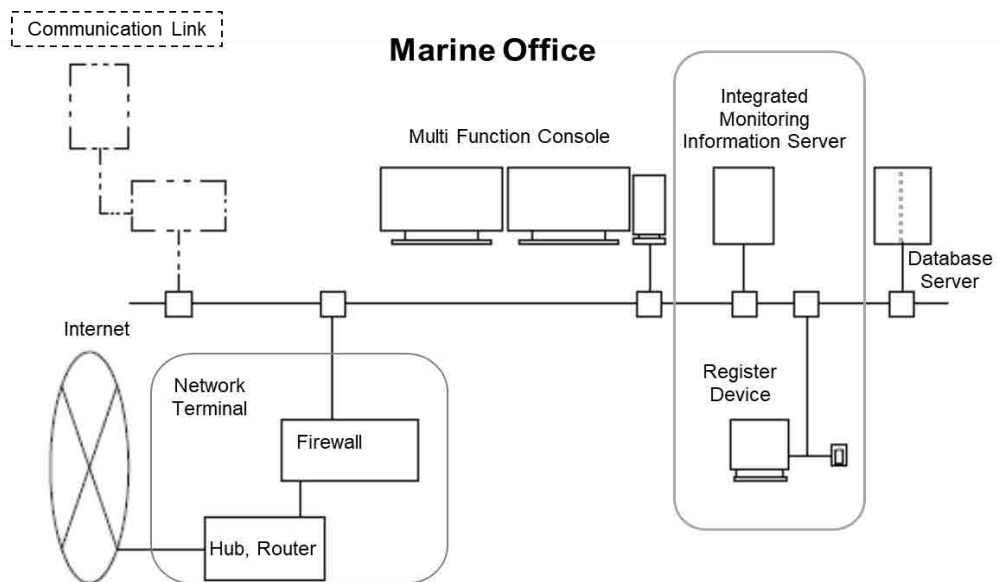 Communication Link
Marine Office
Multi Function Console
Integrated
Monitoring
Information Server
Database
Server
Internet
Network
Terminal
Register
Device
Firewall
Hub, Router